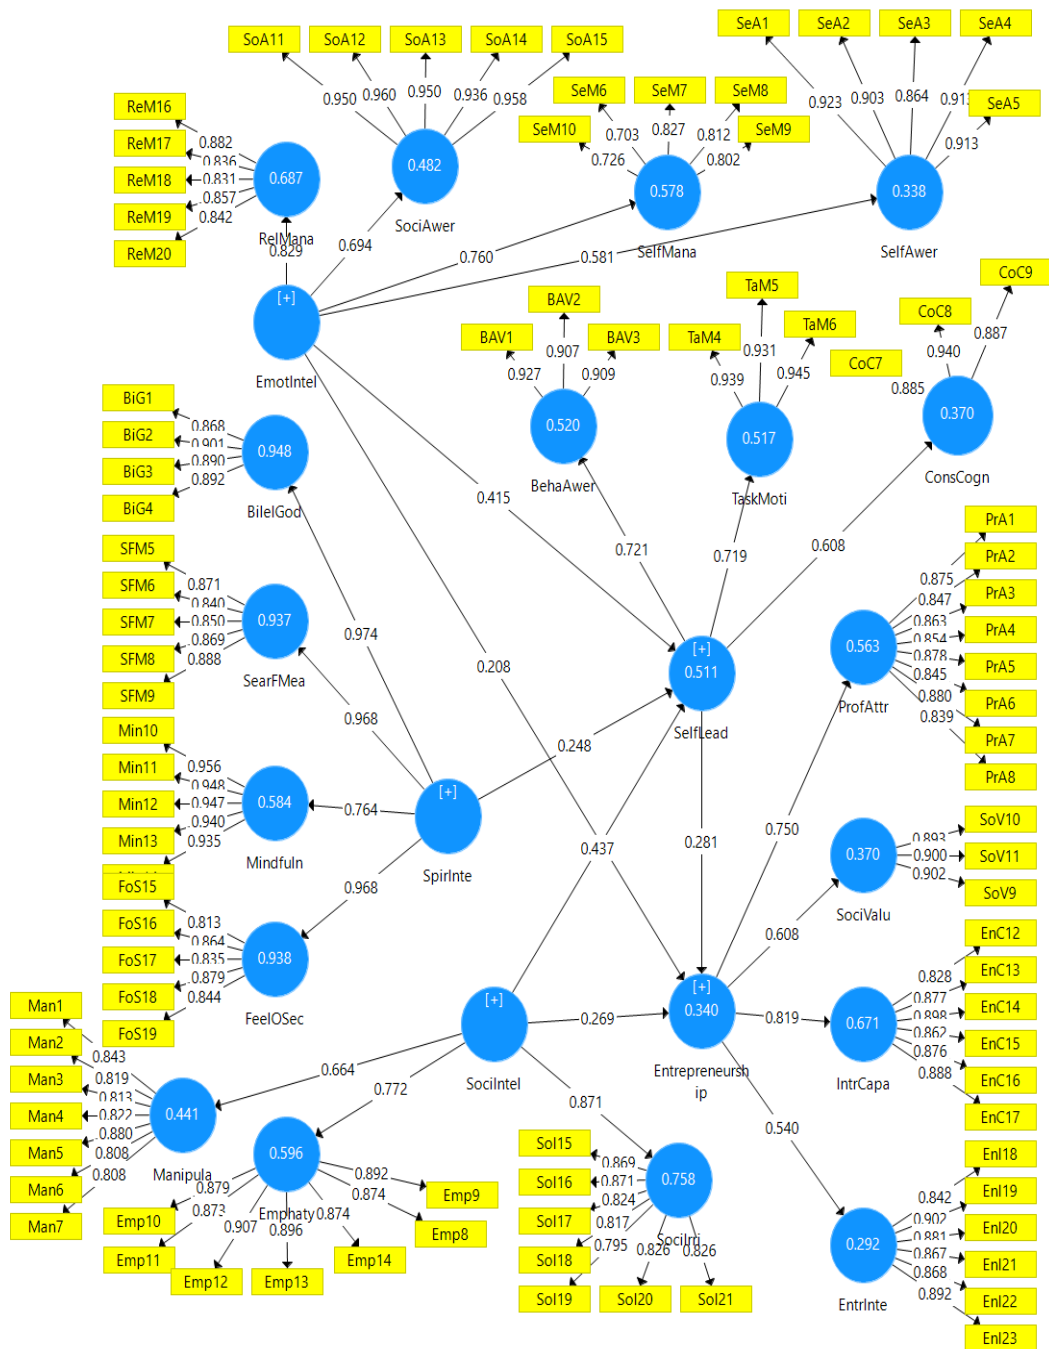 SoA11 SoA12 SoA13 SoA14 SoA15
0.950 0.960 0.950 0.936 0.958
0.482
SociAwer
SeA1 SeA2 SeA3 SeA4
SeA5
0.923 0.903 0.864 0.913
0.913
0.338
SelfAwer
SeM6 SeM7 SeM8
SeM10 SeM9
0.703 0.827 0.812
0.726 0.802
0.578
SelfMana
ReM16
ReM17
ReM18
ReM19
ReM20
0.882
0.836
0.831
0.857
0.842
0.687
RelMana
0.829
0.694
0.760
0.581
[+]
EmotIntel
BAV2
BAV1 BAV3
0.907
0.927 0.909
0.520
BehaAwer
TaM5
TaM4 TaM6
0.931
0.939 0.945
0.517
TaskMoti
CoC9
CoC8
CoC7
0.887
0.940
0.885
0.370
ConsCogn
BiG1
BiG2
BiG3
BiG4
0.868
0.901
0.890
0.892
0.948
BilelGod
0.415
0.721
0.719
0.608
0.208
SFM5
SFM6
SFM7
SFM8
SFM9
0.871
0.840
0.850
0.869
0.888
0.937
SearFMea
0.974
0.968
[+]
0.511
SelfLead
PrA1
PrA2
PrA3
PrA4
PrA5
PrA6
PrA7
PrA8
0.875
0.847
0.863
0.854
0.878
0.845
0.880
0.839
0.563
ProfAttr
Min10
Min11
Min12
Min13
0.956
0.948
0.947
0.940
0.935
0.584
Mindfuln
0.764
[+]
SpirInte
0.248
0.437
0.281
0.750
SoV10
SoV11
SoV9
0.893
0.900
0.902
0.370
SociValu
0.608
FoS15
FoS16
FoS17
FoS18
FoS19
0.813
0.864
0.835
0.879
0.844
0.938
FeelOSec
0.968
[+]
SociIntel
0.269
[+]
0.340
Entrepreneursh
ip
0.819
EnC12
EnC13
EnC14
EnC15
EnC16
EnC17
0.828
0.877
0.898
0.862
0.876
0.888
0.671
IntrCapa
Man1
Man2
Man3
Man4
Man5
Man6
Man7
0.843
0.819
0.813
0.822
0.880
0.808
0.808
0.441
Manipula
0.664
0.772
0.871
0.540
0.596
Emphaty
0.892
0.874
0.879
0.873
0.907
0.896
0.874
Emp9
Emp8
Emp10
Emp11
Emp12 Emp13
Emp14
SoI15
SoI16
SoI17
SoI18
SoI19 SoI20 SoI21
0.869
0.871
0.824
0.817
0.795
0.826 0.826
0.758
EnI18
EnI19
EnI20
EnI21
EnI22
EnI23
0.842
0.902
0.881
0.867
0.868
0.892
0.292
EntrInte